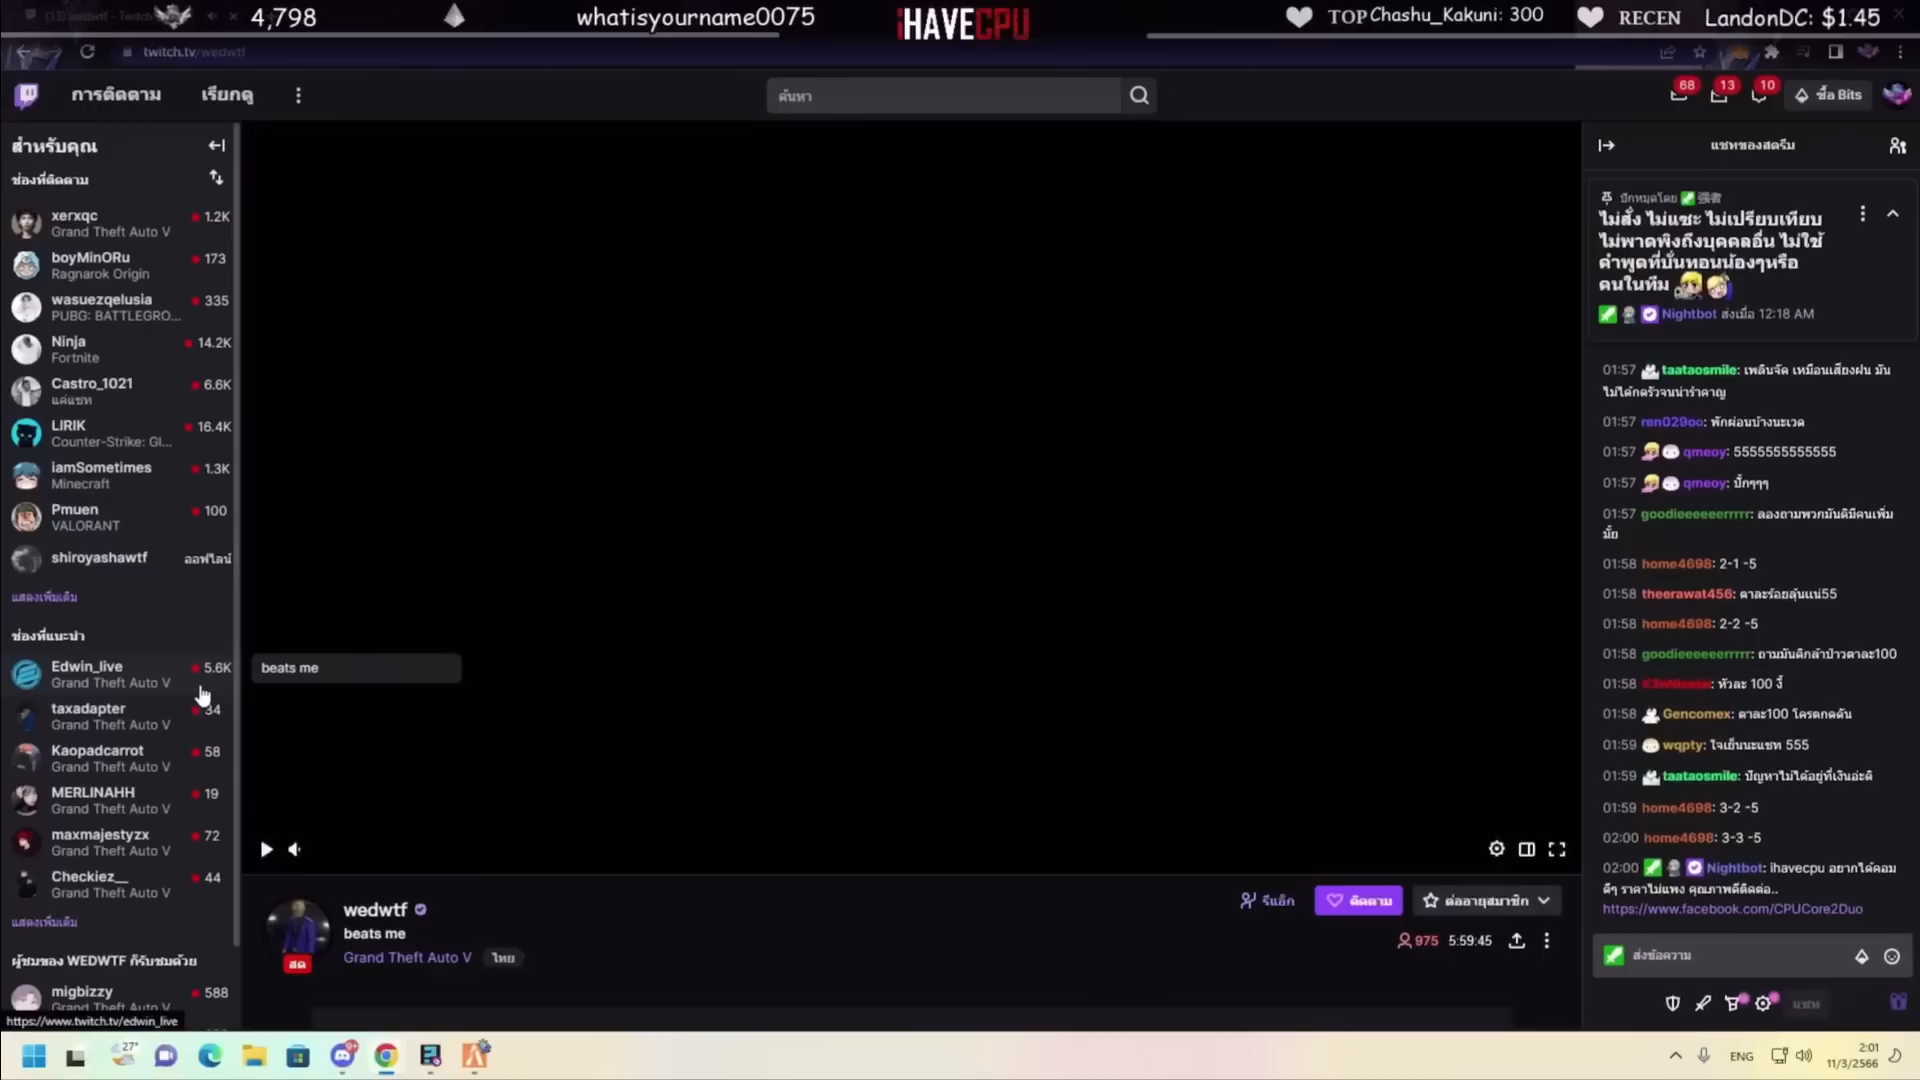 4,798
whatisyourname0075
iHAVECPU
TOP Chashu_Kakuni: 300
RECEN LandonDC: $1.45
twitch.tv/wedwtf
การติดตาม
เรียกดู
ค้นหา
68
13
10
ซื้อ Bits
สำหรับคุณ
ช่องที่ติดตาม
xerxqc
1.2K
Grand Theft Auto V
boyMinORu
173
Ragnarok Origin
wasuezqelusia
335
PUBG: BATTLEGRO...
Ninja
14.2K
Fortnite
Castro_1021
6.6K
แค่แชท
LIRIK
16.4K
Counter-Strike: Gl...
iamSometimes
1.3K
Minecraft
Pmuen
100
VALORANT
shiroyashawtf
ออฟไลน์
แสดงเพิ่มเติม
ช่องที่แนะนำ
Edwin_live
5.6K
Grand Theft Auto V
taxadapter
34
Grand Theft Auto V
Kaopadcarrot
58
Grand Theft Auto V
MERLINAHH
19
Grand Theft Auto V
maxmajestyzx
72
Grand Theft Auto V
Checkiez__
44
Grand Theft Auto V
แสดงเพิ่มเติม
ผู้ชมของ WEDWTF ก็รับชมด้วย
migbizzy
588
Grand Theft Auto V
https://www.twitch.tv/edwin_live
beats me
wedwtf
beats me
Grand Theft Auto V
ไทย
สด
รีแอ็ก
ติดตาม
ต่ออายุสมาชิก
975
5:59:45
แชทของสตรีม
ปักหมุดโดย 强者
ไม่สั่ง ไม่แซะ ไม่เปรียบเทียบ
ไม่พาดพิงถึงบุคคลอื่น ไม่ใช้
คำพูดที่บั่นทอนน้องๆหรือ
คนในทีม
Nightbot ส่งเมื่อ 12:18 AM
01:57 taataosmile: เพลินจัด เหมือนเสียงฝน มัน
ไม่ได้กดรัวจนน่ารำคาญ
01:57 ren029oo: พักผ่อนบ้างนะเวด
01:57 qmeoy: 5555555555555
01:57 qmeoy: ปั้กๆๆๆ
01:57 goodieeeeeerrrrr: ลองถามพวกมันดิมีคนเพิ่ม
มั้ย
01:58 home4698: 2-1 -5
01:58 theerawat456: ตาละร้อยลุ้นแน่55
01:58 home4698: 2-2 -5
01:58 goodieeeeeerrrrr: ถามมันดิกล้าป่าวตาละ100
01:58 หัวละ 100 งี้
01:58 Gencomex: ตาละ100 โครตกดดัน
01:59 wqpty: ใจเย็นนะแชท 555
01:59 taataosmile: ปัญหาไม่ได้อยู่ที่เงินอ่ะดิ
01:59 home4698: 3-2 -5
02:00 home4698: 3-3 -5
02:00 Nightbot: ihavecpu อยากได้คอม
ดีๆ ราคาไม่แพง คุณภาพดีติดต่อ..
https://www.facebook.com/CPUCore2Duo
ส่งข้อความ
แชท
27°
ENG
2:01
11/3/2566